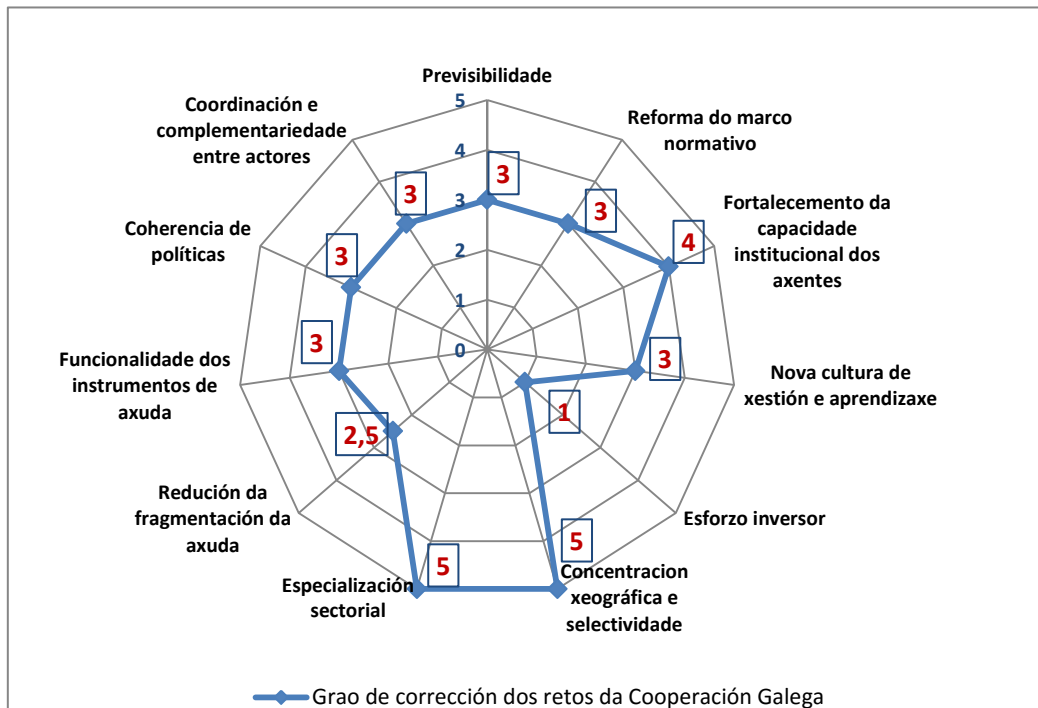 Previsibilidade
5
4
3
2
1
0
3
Reforma do marco
normativo
3
Fortalecemento da
capacidade
institucional dos
axentes
4
Nova cultura de
xestión e aprendizaxe
3
Esforzo inversor
1
Concentracion
xeográfica e
selectividade
5
Especialización
sectorial
5
Redución da
fragmentación da
axuda
2,5
Funcionalidade dos
instrumentos de
axuda
3
Coherencia de
políticas
3
Coordinación e
complementariedade
entre actores
3
Grao de corrección dos retos da Cooperación Galega